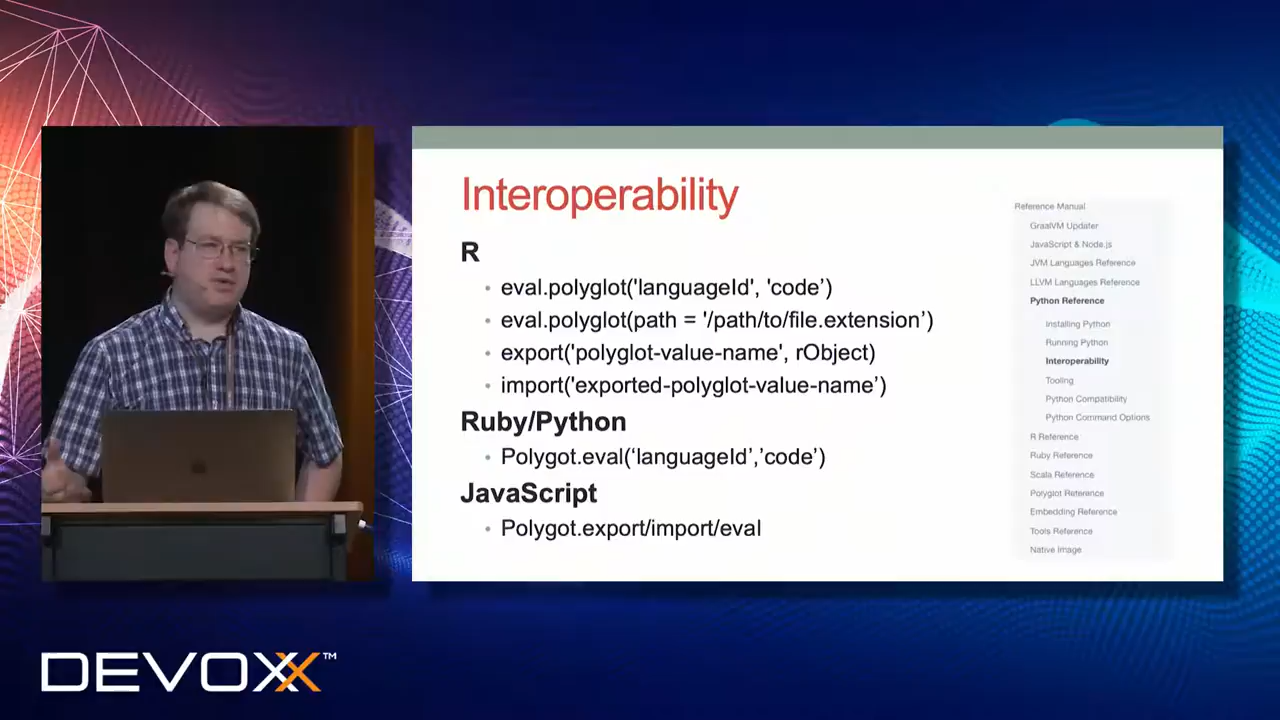 Interoperability
R
• eval.polyglot('languageId', 'code’)
• eval.polyglot(path = '/path/to/file.extension’)
• export('polyglot-value-name', rObject)
• import('exported-polyglot-value-name’)
Ruby/Python
• Polygot.eval(‘languageId’,’code’)
JavaScript
• Polygot.export/import/eval
Reference Manual
GraalVM Updater
JavaScript & Node.js
JVM Languages Reference
LLVM Languages Reference
Python Reference
Installing Python
Running Python
Interoperability
Tooling
Python Compatibility
Python Command Options
R Reference
Ruby Reference
Scala Reference
Polyglot Reference
Embedding Reference
Tools Reference
Native Image
DEVOXX™